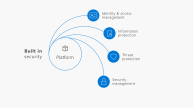 Identity & access
management
Information
protection
Built in
security
Platform
Threat
protection
Security
management